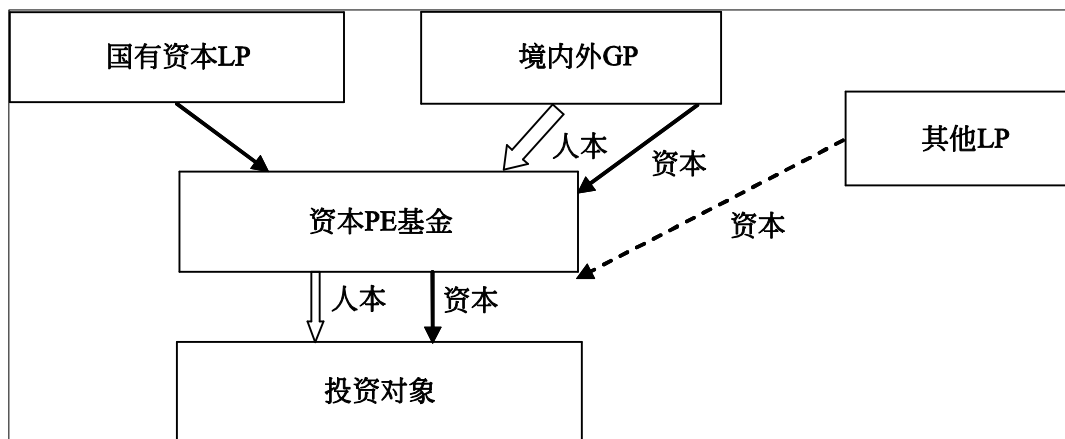 国有资本LP
境内外GP
其他LP
人本
资本
资本
资本PE基金
人本
资本
投资对象